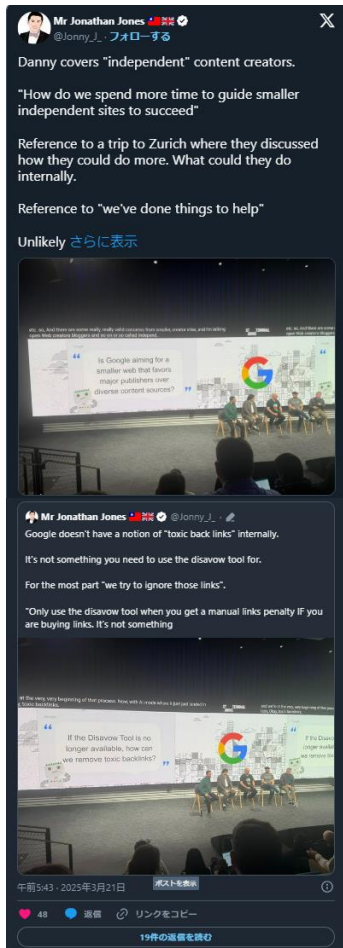 Mr Jonathan Jones
@Jonny_J_ · フォローする
Danny covers "independent" content creators.
"How do we spend more time to guide smaller
independent sites to succeed"
Reference to a trip to Zurich where they discussed
how they could do more. What could they do
internally.
Reference to "we've done things to help"
Unlikely さらに表示
“
Is Google aiming for a
smaller web that favors
major publishers over
diverse content sources?
”
Mr Jonathan Jones @Jonny_J_ ·
Google doesn't have a notion of "toxic back links" internally.
It's not something you need to use the disavow tool for.
For the most part "we try to ignore those links".
"Only use the disavow tool when you get a manual links penalty IF you
are buying links. It's not something
“
If the Disavow Tool is no
longer available, how can
we remove toxic backlinks?
”
午前5:43 · 2025年3月21日
ポストを表示
48 返信 リンクをコピー
19件の返信を読む